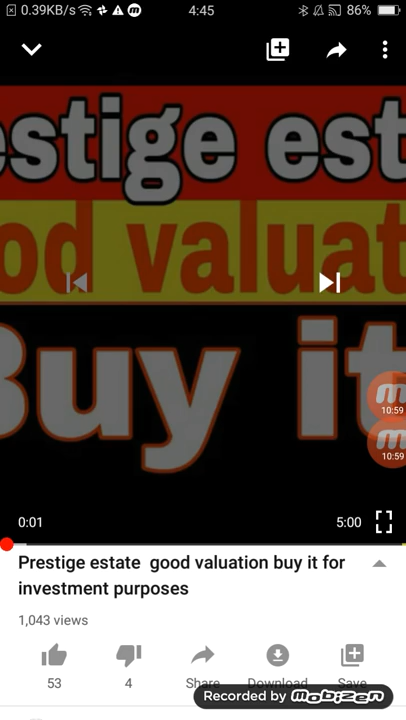 0.39KB/s 4:45 86%
estige est
od valuat
Buy it
10:59
10:59
0:01 5:00
Prestige estate good valuation buy it for
investment purposes
1,043 views
53 4 Share Download Save
Recorded by mobizen